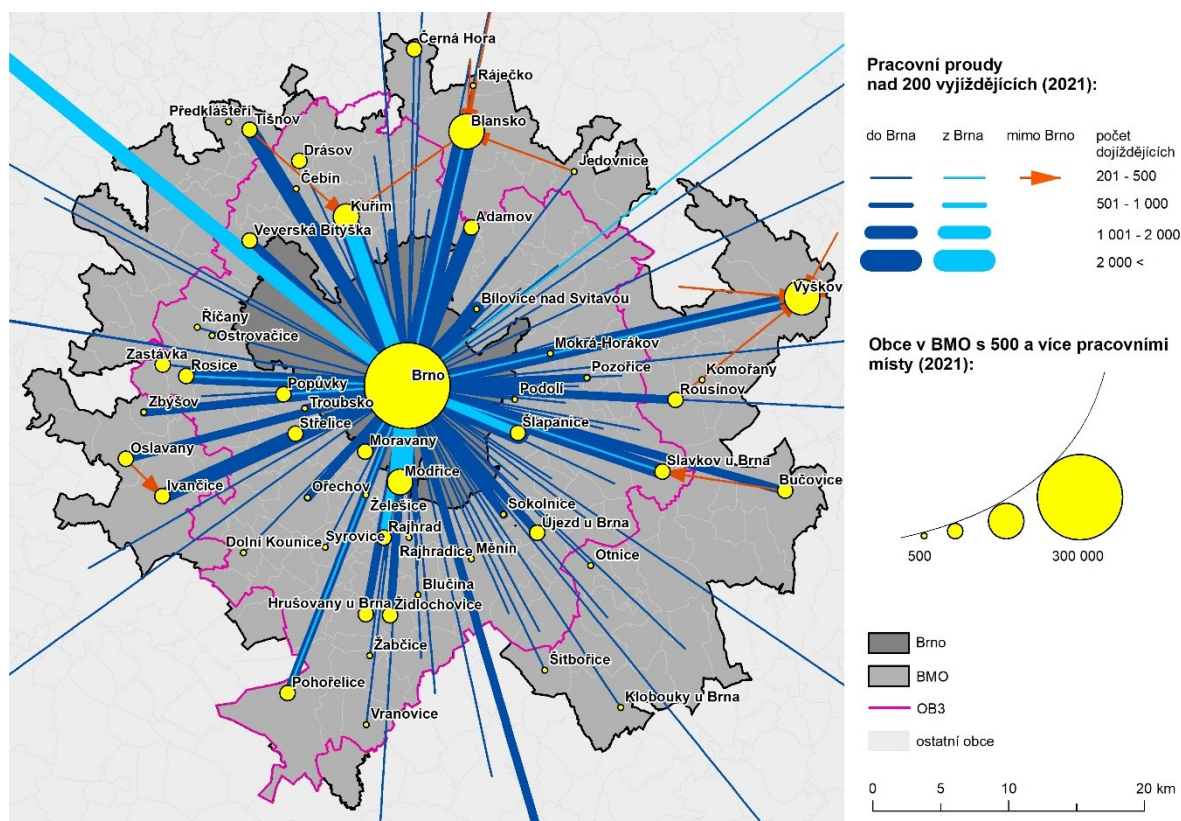 Černá Hora
Ráječko
Předklášteří
Tišnov
Blansko
Drásov
Jedovnice
Čebín
Kuřim
Adamov
Veverská Bítýška
Vyškov
Bílovice nad Svitavou
Říčany
Ostrovačice
Mokrá-Horákov
Zastávka
Rosice
Brno
Pozořice
Komořany
Popůvky
Podolí
Rousínov
Zbýšov
Troubsko
Střelice
Šlapanice
Moravany
Oslavany
Slavkov u Brna
Modřice
Bučovice
Ivančice
Ořechov
Želešice
Sokolnice
Rajhrad
Újezd u Brna
Dolní Kounice
Syrovice
Rajhradice
Měnín
Otnice
Blučina
Hrušovany u Brna
Židlochovice
Žabčice
Šitbořice
Pohořelice
Klobouky u Brna
Vranovice
Pracovní proudy
nad 200 vyjíždějících (2021):
do Brna
z Brna
mimo Brno
počet
dojíždějících
201 - 500
501 - 1 000
1 001 - 2 000
2 000 <
Obce v BMO s 500 a více pracovními
místy (2021):
500
300 000
Brno
BMO
OB3
ostatní obce
0 5 10 20 km